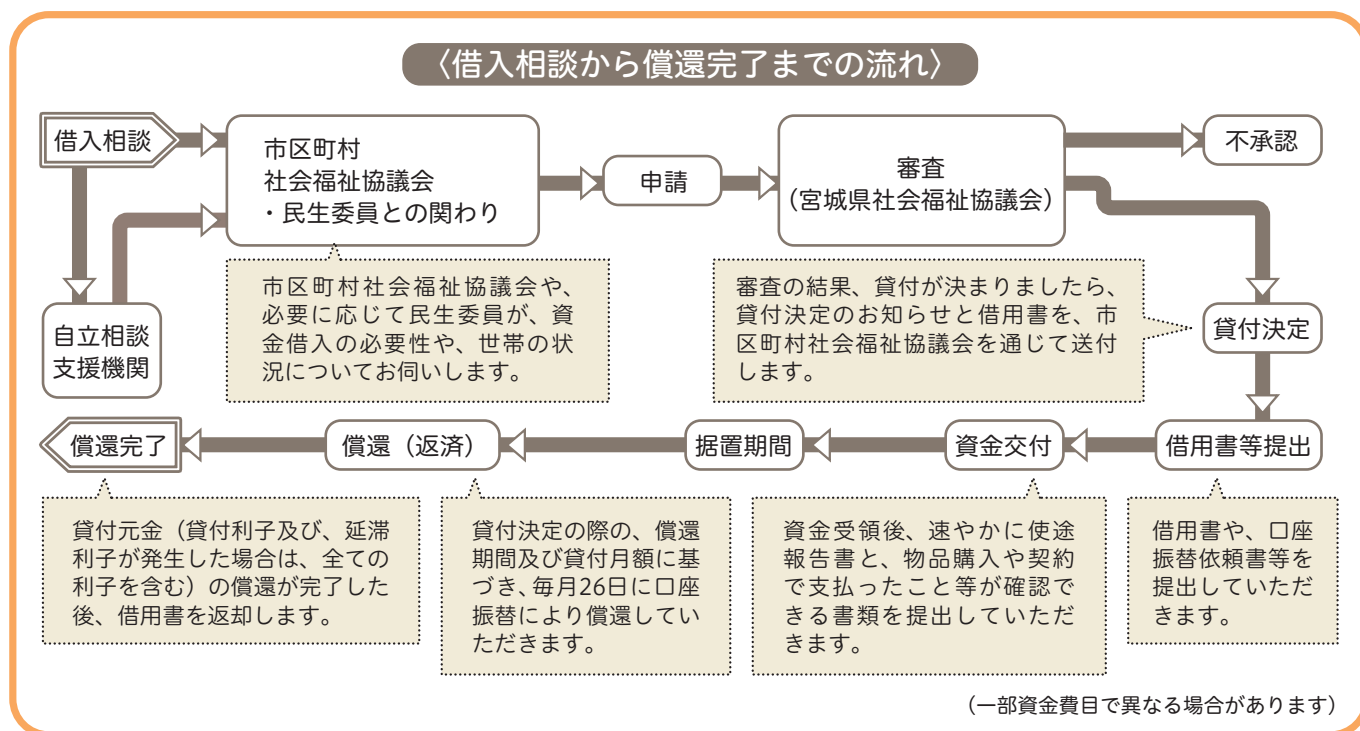 〈借入相談から償還完了までの流れ〉
借入相談
市区町村
社会福祉協議会
・民生委員との関わり
申請
審査
（宮城県社会福祉協議会）
不承認
自立相談
支援機関
市区町村社会福祉協議会や、
必要に応じて民生委員が、資
金借入の必要性や、世帯の状
況についてお伺いします。
審査の結果、貸付が決まりましたら、
貸付決定のお知らせと借用書を、市
区町村社会福祉協議会を通じて送付
します。
貸付決定
借用書等提出
資金交付
据置期間
償還（返済）
償還完了
借用書や、口座
振替依頼書等を
提出していただ
きます。
資金受領後、速やかに使途
報告書と、物品購入や契約
で支払ったこと等が確認で
きる書類を提出していただ
きます。
貸付決定の際の、償還
期間及び貸付月額に基
づき、毎月26日に口座
振替により償還してい
ただきます。
貸付元金（貸付利子及び、延滞
利子が発生した場合は、全ての
利子を含む）の償還が完了した
後、借用書を返却します。
（一部資金費目で異なる場合があります）